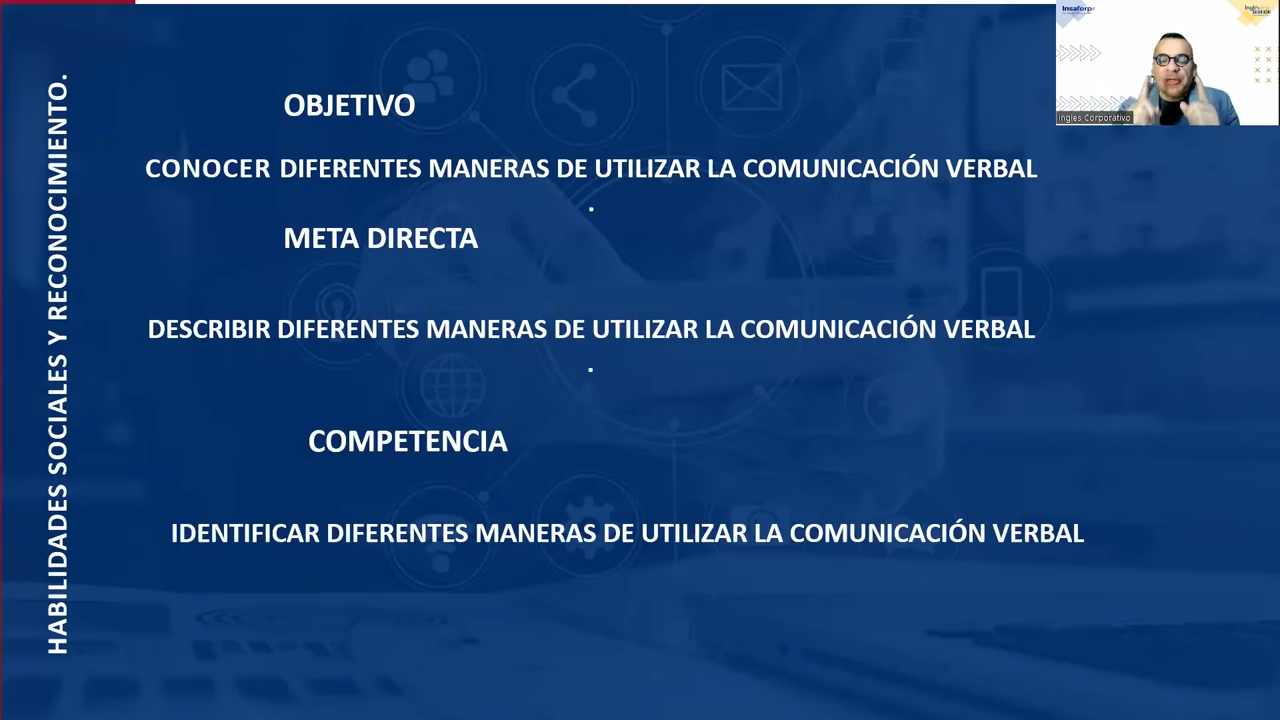 HABILIDADES SOCIALES Y RECONOCIMIENTO.
OBJETIVO
CONOCER DIFERENTES MANERAS DE UTILIZAR LA COMUNICACIÓN VERBAL
.
META DIRECTA
DESCRIBIR DIFERENTES MANERAS DE UTILIZAR LA COMUNICACIÓN VERBAL
.
COMPETENCIA
IDENTIFICAR DIFERENTES MANERAS DE UTILIZAR LA COMUNICACIÓN VERBAL
Insaforp
Ingles Corporativo